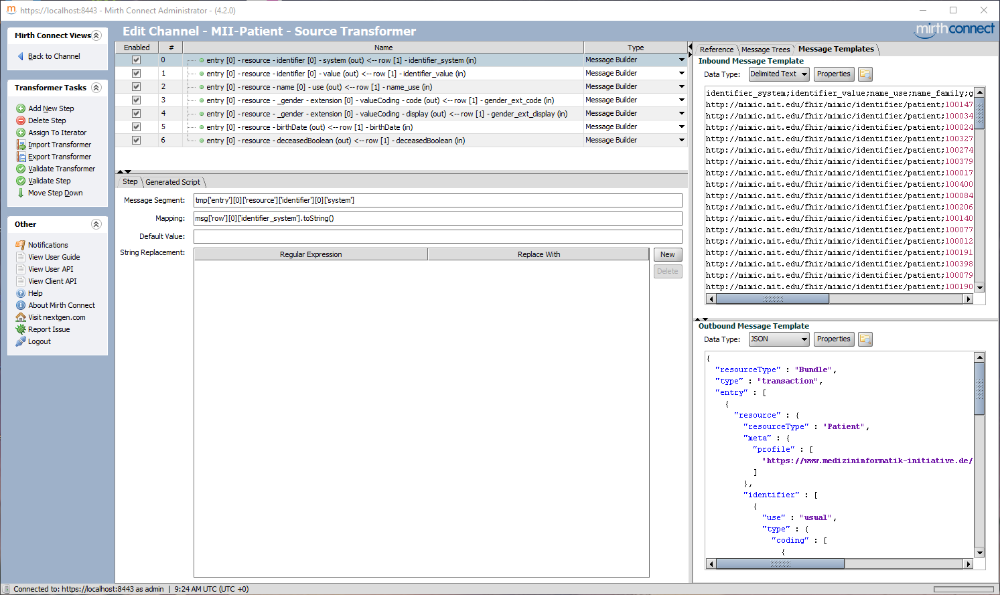 https://localhost:8443 - Mirth Connect Administrator - (4.2.0)
Mirth Connect Views
Back to Channel
Transformer Tasks
Add New Step
Delete Step
Assign To Iterator
Import Transformer
Export Transformer
Validate Transformer
Validate Step
Move Step Down
Other
Notifications
View User Guide
View User API
View Client API
Help
About Mirth Connect
Visit nextgen.com
Report Issue
Logout
Edit Channel - MII-Patient - Source Transformer
mirthconnect
Enabled # Name Type
0 entry [0] - resource - identifier [0] - system (out) <-- row [1] - identifier_system (in) Message Builder
1 entry [0] - resource - identifier [0] - value (out) <-- row [1] - identifier_value (in) Message Builder
2 entry [0] - resource - name [0] - use (out) <-- row [1] - name_use (in) Message Builder
3 entry [0] - resource - _gender - extension [0] - valueCoding - code (out) <-- row [1] - gender_ext_code (in) Message Builder
4 entry [0] - resource - _gender - extension [0] - valueCoding - display (out) <-- row [1] - gender_ext_display (in) Message Builder
5 entry [0] - resource - birthDate (out) <-- row [1] - birthDate (in) Message Builder
6 entry [0] - resource - deceasedBoolean (out) <-- row [1] - deceasedBoolean (in) Message Builder
Step Generated Script
Message Segment: tmp['entry'][0]['resource']['identifier'][0]['system']
Mapping: msg['row'][0]['identifier_system'].toString()
Default Value:
String Replacement: Regular Expression Replace With New
Delete
Reference Message Trees Message Templates
Inbound Message Template
Data Type: Delimited Text Properties
identifier_system;identifier_value;name_use;name_family;g
http://mimic.mit.edu/fhir/mimic/identifier/patient;100147
http://mimic.mit.edu/fhir/mimic/identifier/patient;100034
http://mimic.mit.edu/fhir/mimic/identifier/patient;100024
http://mimic.mit.edu/fhir/mimic/identifier/patient;100327
http://mimic.mit.edu/fhir/mimic/identifier/patient;100274
http://mimic.mit.edu/fhir/mimic/identifier/patient;100379
http://mimic.mit.edu/fhir/mimic/identifier/patient;100017
http://mimic.mit.edu/fhir/mimic/identifier/patient;100400
http://mimic.mit.edu/fhir/mimic/identifier/patient;100084
http://mimic.mit.edu/fhir/mimic/identifier/patient;100206
http://mimic.mit.edu/fhir/mimic/identifier/patient;100140
http://mimic.mit.edu/fhir/mimic/identifier/patient;100077
http://mimic.mit.edu/fhir/mimic/identifier/patient;100012
http://mimic.mit.edu/fhir/mimic/identifier/patient;100191
http://mimic.mit.edu/fhir/mimic/identifier/patient;100398
http://mimic.mit.edu/fhir/mimic/identifier/patient;100079
http://mimic.mit.edu/fhir/mimic/identifier/patient;100190
Outbound Message Template
Data Type: JSON Properties
{
"resourceType" : "Bundle",
"type" : "transaction",
"entry" : [
{
"resource" : {
"resourceType" : "Patient",
"meta" : {
"profile" : [
"https://www.medizininformatik-initiative.de/
]
},
"identifier" : [
{
"use" : "usual",
"type" : {
"coding" : [
{
Connected to: https://localhost:8443 as admin | 9:24 AM UTC (UTC +0)